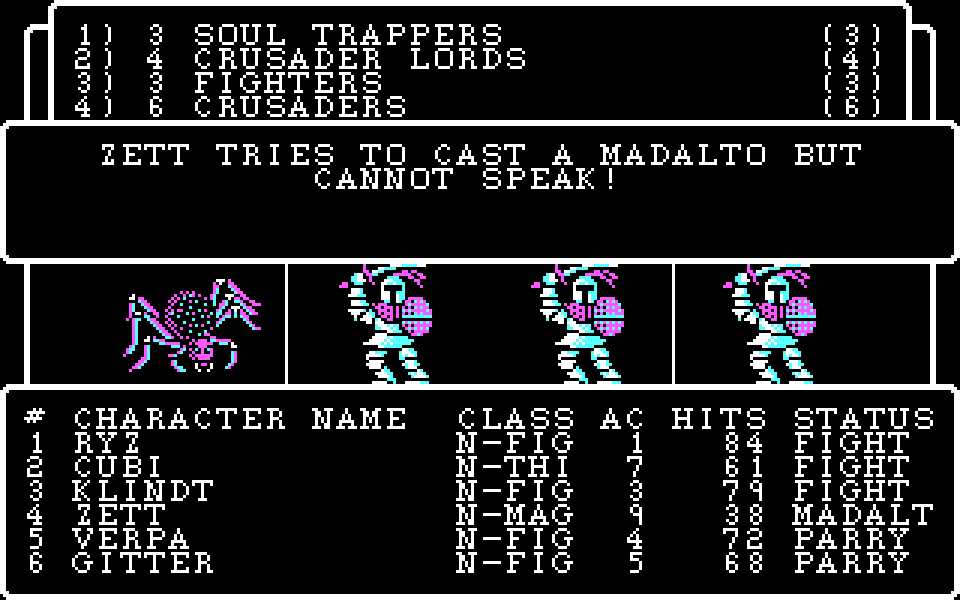 1) 3 SOUL TRAPPERS (3)
2) 4 CRUSADER LORDS (4)
3) 3 FIGHTERS (3)
4) 6 CRUSADERS (6)
ZETT TRIES TO CAST A MADALTO BUT
CANNOT SPEAK!
# CHARACTER NAME CLASS AC HITS STATUS
1 RYZ N-FIG 1 84 FIGHT
2 CUBI N-THI 7 61 FIGHT
3 KLINDT N-FIG 3 79 FIGHT
4 ZETT N-MAG 9 38 MADALT
5 VERPA N-FIG 4 72 PARRY
6 GITTER N-FIG 5 68 PARRY